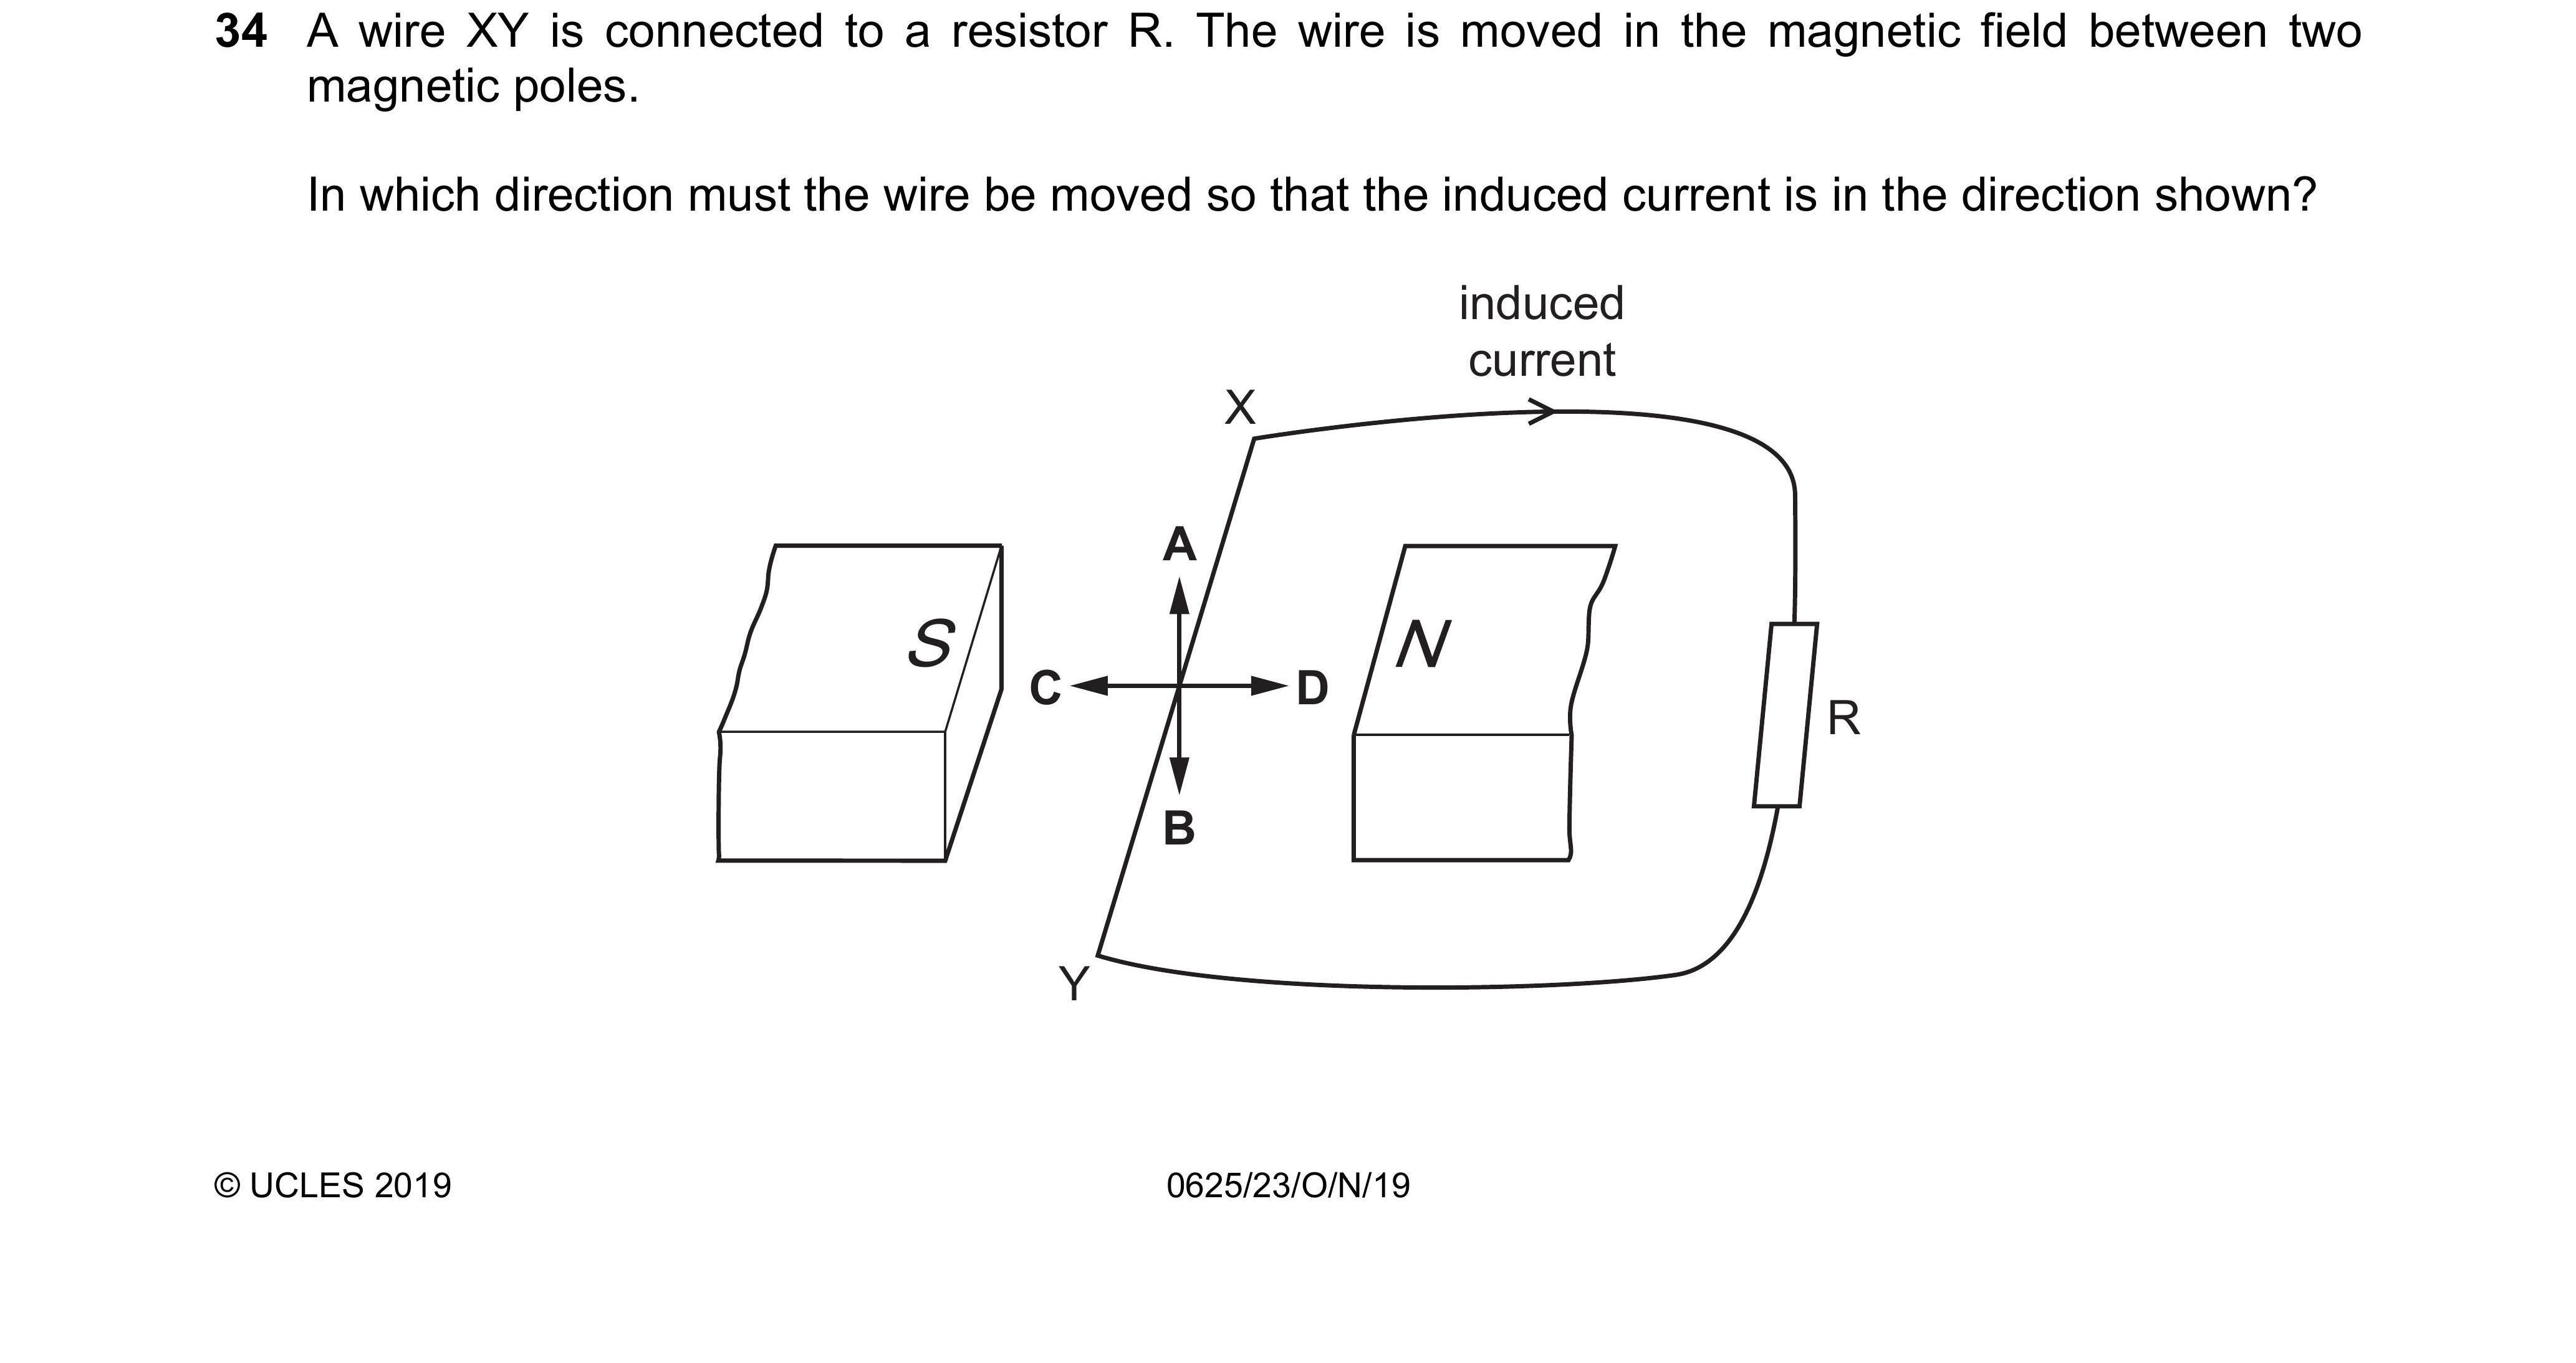 34 A wire XY is connected to a resistor R. The wire is moved in the magnetic field between two
magnetic poles.
In which direction must the wire be moved so that the induced current is in the direction shown?
induced
current
X
A
S
N
C
D
R
B
Y
© UCLES 2019
0625/23/O/N/19